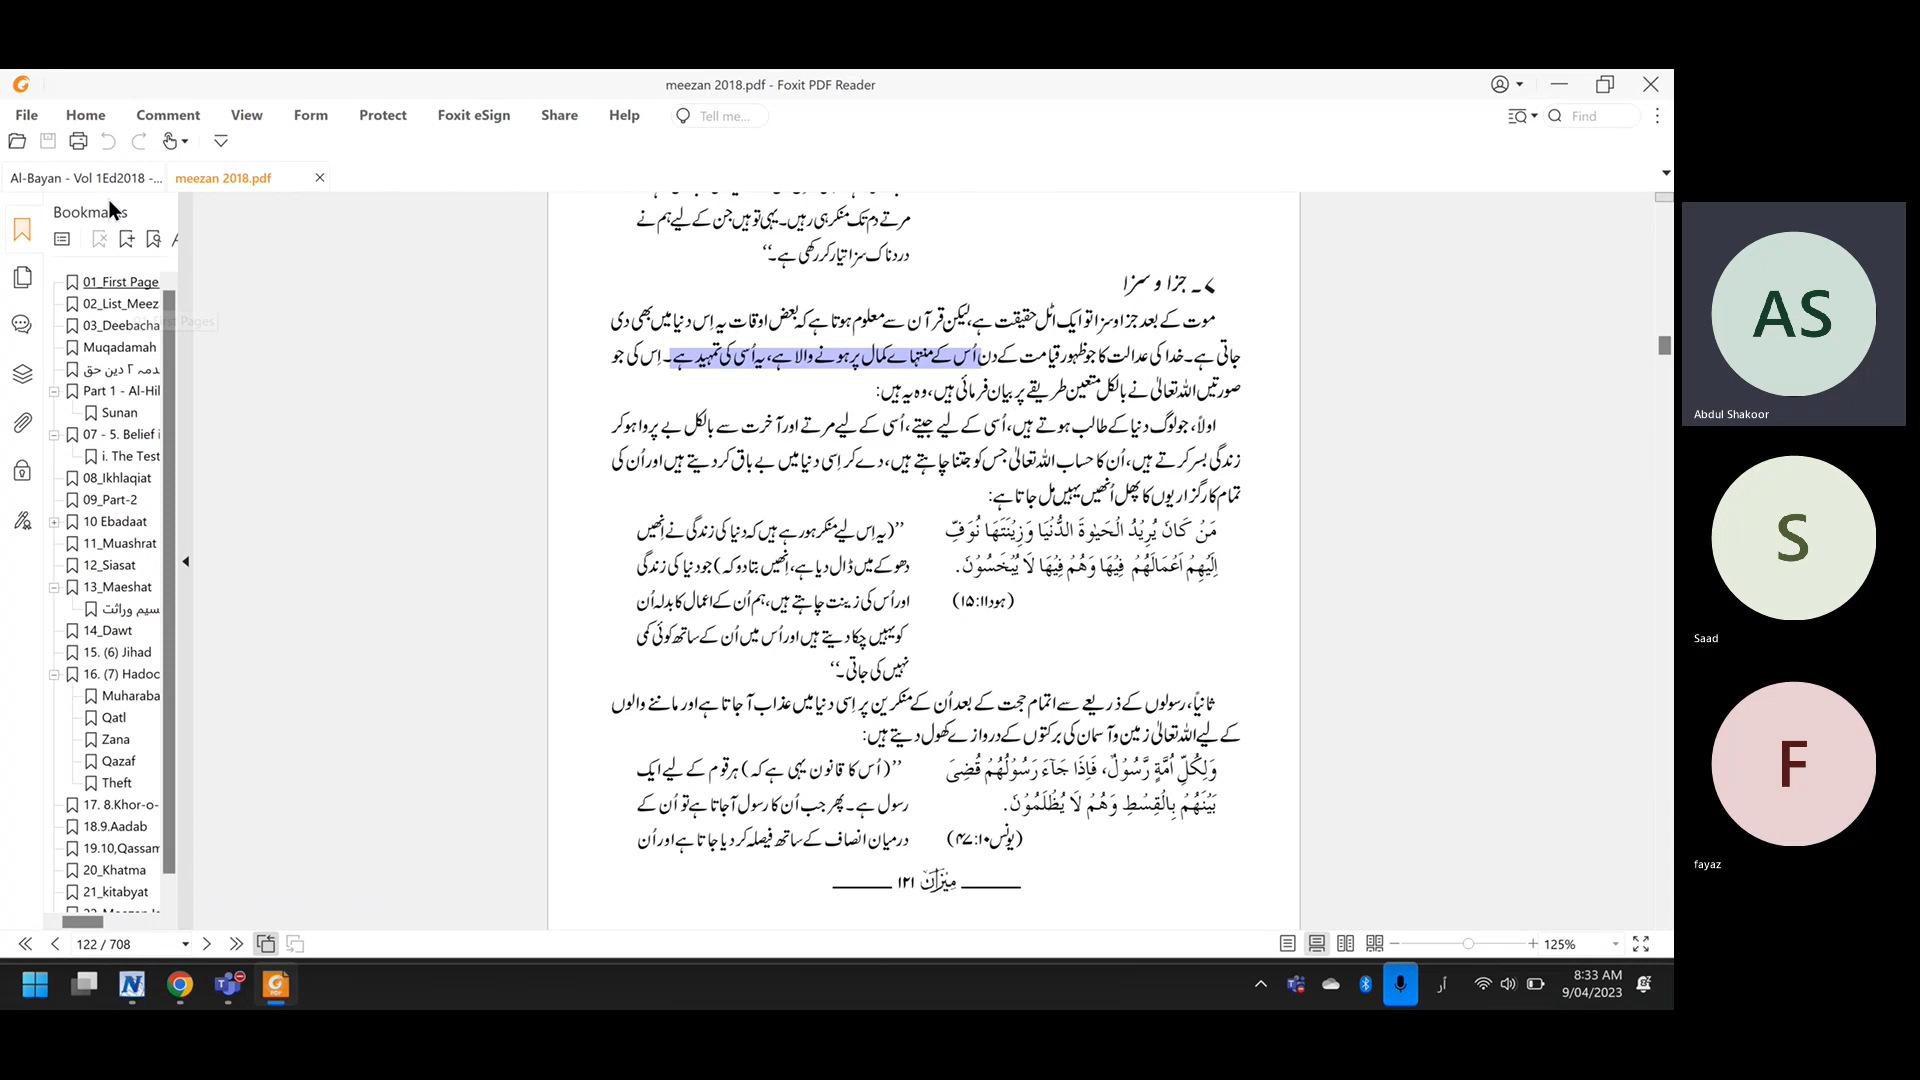 meezan 2018.pdf - Foxit PDF Reader
File Home Comment View Form Protect Foxit eSign Share Help Tell me... Find
Al-Bayan - Vol 1Ed2018 -... meezan 2018.pdf
Bookmarks
01_First Page
02_List_Meez
03_Deebacha
Muqadamah
دمہ ۲ دین حق
Part 1 - Al-Hil
Sunan
07 - 5. Belief i
i. The Test
08_Ikhlaqiat
09_Part-2
10 Ebadaat
11_Muashrat
12_Siasat
13_Maeshat
سیم وراثت
14_Dawt
15. (6) Jihad
16. (7) Hadoc
Muharaba
Qatl
Zana
Qazaf
Theft
17. 8.Khor-o-
18.9.Aadab
19.10,Qassam
20_Khatma
21_kitabyat
مرتے دم تک منکر ہی رہیں۔ یہی تو ہیں جن کے لیے ہم نے
دردناک سزا تیار کر رکھی ہے۔‘‘
۷۔ جزا و سزا
موت کے بعد جزا و سزا تو ایک اٹل حقیقت ہے، لیکن قرآن سے معلوم ہوتا ہے کہ بعض اوقات یہ اِس دنیا میں بھی دی
جاتی ہے۔ خدا کی عدالت کا جو ظہور قیامت کے دن اُس کے منتہاے کمال پر ہونے والا ہے، یہ اُسی کی تمہید ہے۔ اِس کی جو
صورتیں اللہ تعالیٰ نے بالکل متعین طریقے پر بیان فرمائی ہیں، وہ یہ ہیں:
اولاً، جو لوگ دنیا کے طالب ہوتے ہیں، اُسی کے لیے جیتے، اُسی کے لیے مرتے اور آخرت سے بالکل بے پروا ہو کر
زندگی بسر کرتے ہیں، اُن کا حساب اللہ تعالیٰ جس کو جتنا چاہتے ہیں، دے کر اِسی دنیا میں بے باق کر دیتے ہیں اور اُن کی
تمام کارگزاریوں کا پھل اُنھیں یہیں مل جاتا ہے:
مَنۡ كَانَ يُرِيۡدُ الۡحَيٰوةَ الدُّنۡيَا وَزِيۡنَتَهَا نُوَفِّ
اِلَيۡهِمۡ اَعۡمَالَهُمۡ فِيۡهَا وَهُمۡ فِيۡهَا لَا يُبۡخَسُوۡنَ.
(ہود ۱۱: ۱۵)
’’(یہ اِس لیے منکر ہو رہے ہیں کہ دنیا کی زندگی نے اِنھیں
دھوکے میں ڈال دیا ہے، اِنھیں بتا دو کہ) جو دنیا کی زندگی
اور اُس کی زینت چاہتے ہیں، ہم اُن کے اعمال کا بدلہ اُن
کو یہیں چکا دیتے ہیں اور اُس میں اُن کے ساتھ کوئی کمی
نہیں کی جاتی۔‘‘
ثانیاً، رسولوں کے ذریعے سے اتمام حجت کے بعد اُن کے منکرین پر اِسی دنیا میں عذاب آ جاتا ہے اور ماننے والوں
کے لیے اللہ تعالیٰ زمین و آسمان کی برکتوں کے دروازے کھول دیتے ہیں:
وَلِكُلِّ اُمَّةٍ رَّسُوۡلٌ، فَاِذَا جَآءَ رَسُوۡلُهُمۡ قُضِىَ
بَيۡنَهُمۡ بِالۡقِسۡطِ وَهُمۡ لَا يُظۡلَمُوۡنَ.
(یونس ۱۰: ۴۷)
’’(اُس کا قانون یہی ہے کہ) ہر قوم کے لیے ایک
رسول ہے۔ پھر جب اُن کا رسول آ جاتا ہے تو اُن کے
درمیان انصاف کے ساتھ فیصلہ کر دیا جاتا ہے اور اُن
میزان ۱۲۱
122 / 708
125%
8:33 AM
9/04/2023
AS
Abdul Shakoor
S
Saad
F
fayaz